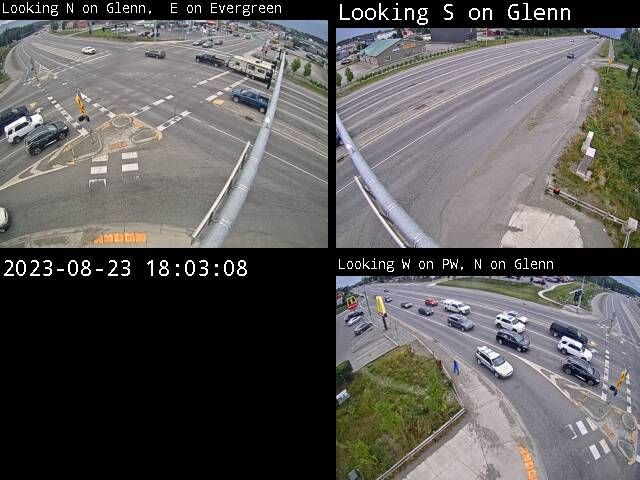 Looking N on Glenn, E on Evergreen
Looking S on Glenn
2023-08-23 18:03:08
Looking W on PW, N on Glenn